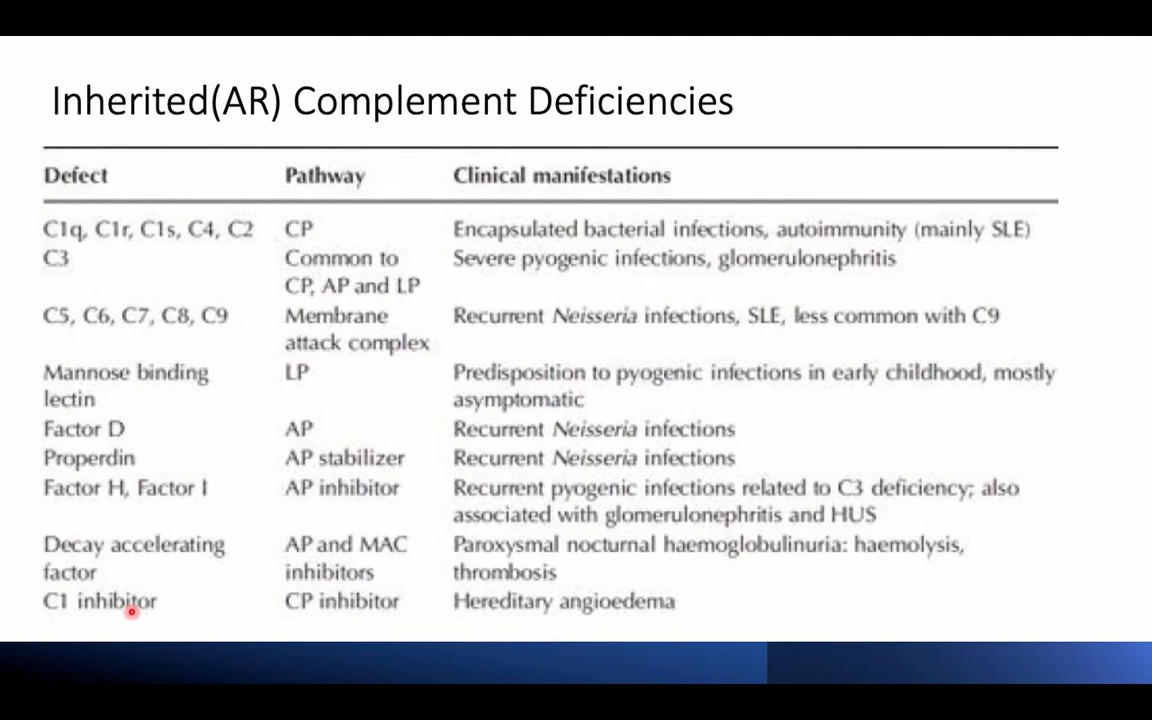 Inherited(AR) Complement Deficiencies
Defect Pathway Clinical manifestations
C1q, C1r, C1s, C4, C2 CP Encapsulated bacterial infections, autoimmunity (mainly SLE)
C3 Common to Severe pyogenic infections, glomerulonephritis
CP, AP and LP
C5, C6, C7, C8, C9 Membrane Recurrent Neisseria infections, SLE, less common with C9
attack complex
Mannose binding LP Predisposition to pyogenic infections in early childhood, mostly
lectin asymptomatic
Factor D AP Recurrent Neisseria infections
Properdin AP stabilizer Recurrent Neisseria infections
Factor H, Factor I AP inhibitor Recurrent pyogenic infections related to C3 deficiency; also
associated with glomerulonephritis and HUS
Decay accelerating AP and MAC Paroxysmal nocturnal haemoglobulinuria: haemolysis,
factor inhibitors thrombosis
C1 inhibitor CP inhibitor Hereditary angioedema